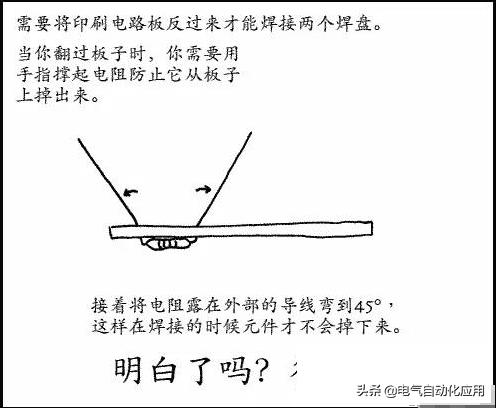 需要将印刷电路板反过来才能焊接两个焊盘。
当你翻过板子时，你需要用
手指撑起电阻防止它从板子
上掉出来。
接着将电阻露在外部的导线弯到45°，
这样在焊接的时候元件才不会掉下来。
明白了吗？
头条 @电气自动化应用